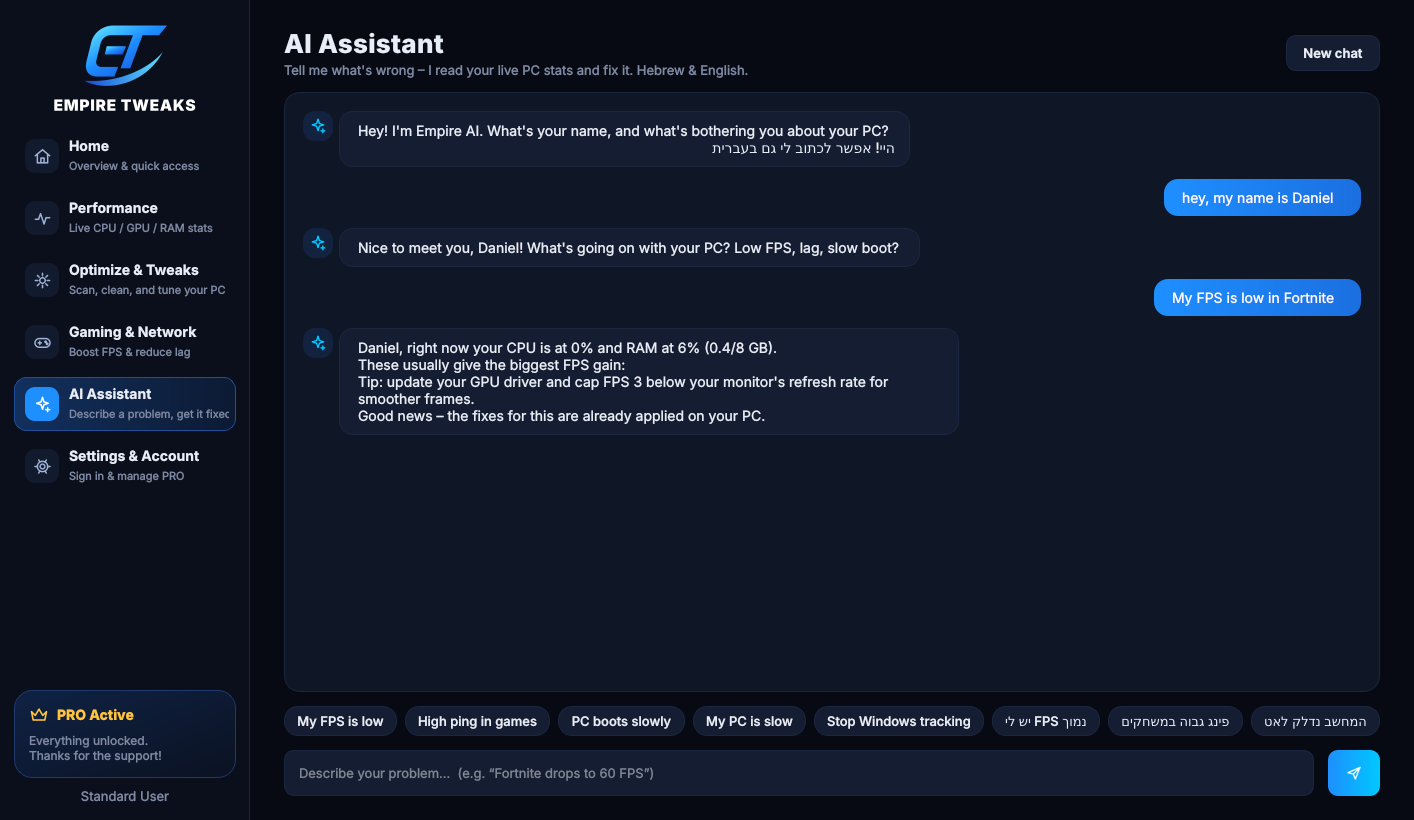 ET
EMPIRE TWEAKS
Home
Overview & quick access
Performance
Live CPU / GPU / RAM stats
Optimize & Tweaks
Scan, clean, and tune your PC
Gaming & Network
Boost FPS & reduce lag
AI Assistant
Describe a problem, get it fixed
Settings & Account
Sign in & manage PRO
PRO Active
Everything unlocked.
Thanks for the support!
Standard User
AI Assistant
Tell me what's wrong – I read your live PC stats and fix it. Hebrew & English.
New chat
Hey! I'm Empire AI. What's your name, and what's bothering you about your PC?
היי! אפשר לכתוב לי גם בעברית
hey, my name is Daniel
Nice to meet you, Daniel! What's going on with your PC? Low FPS, lag, slow boot?
My FPS is low in Fortnite
Daniel, right now your CPU is at 0% and RAM at 6% (0.4/8 GB).
These usually give the biggest FPS gain:
Tip: update your GPU driver and cap FPS 3 below your monitor's refresh rate for
smoother frames.
Good news – the fixes for this are already applied on your PC.
My FPS is low
High ping in games
PC boots slowly
My PC is slow
Stop Windows tracking
יש לי FPS נמוך
פינג גבוה במשחקים
המחשב נדלק לאט
Describe your problem... (e.g. “Fortnite drops to 60 FPS”)